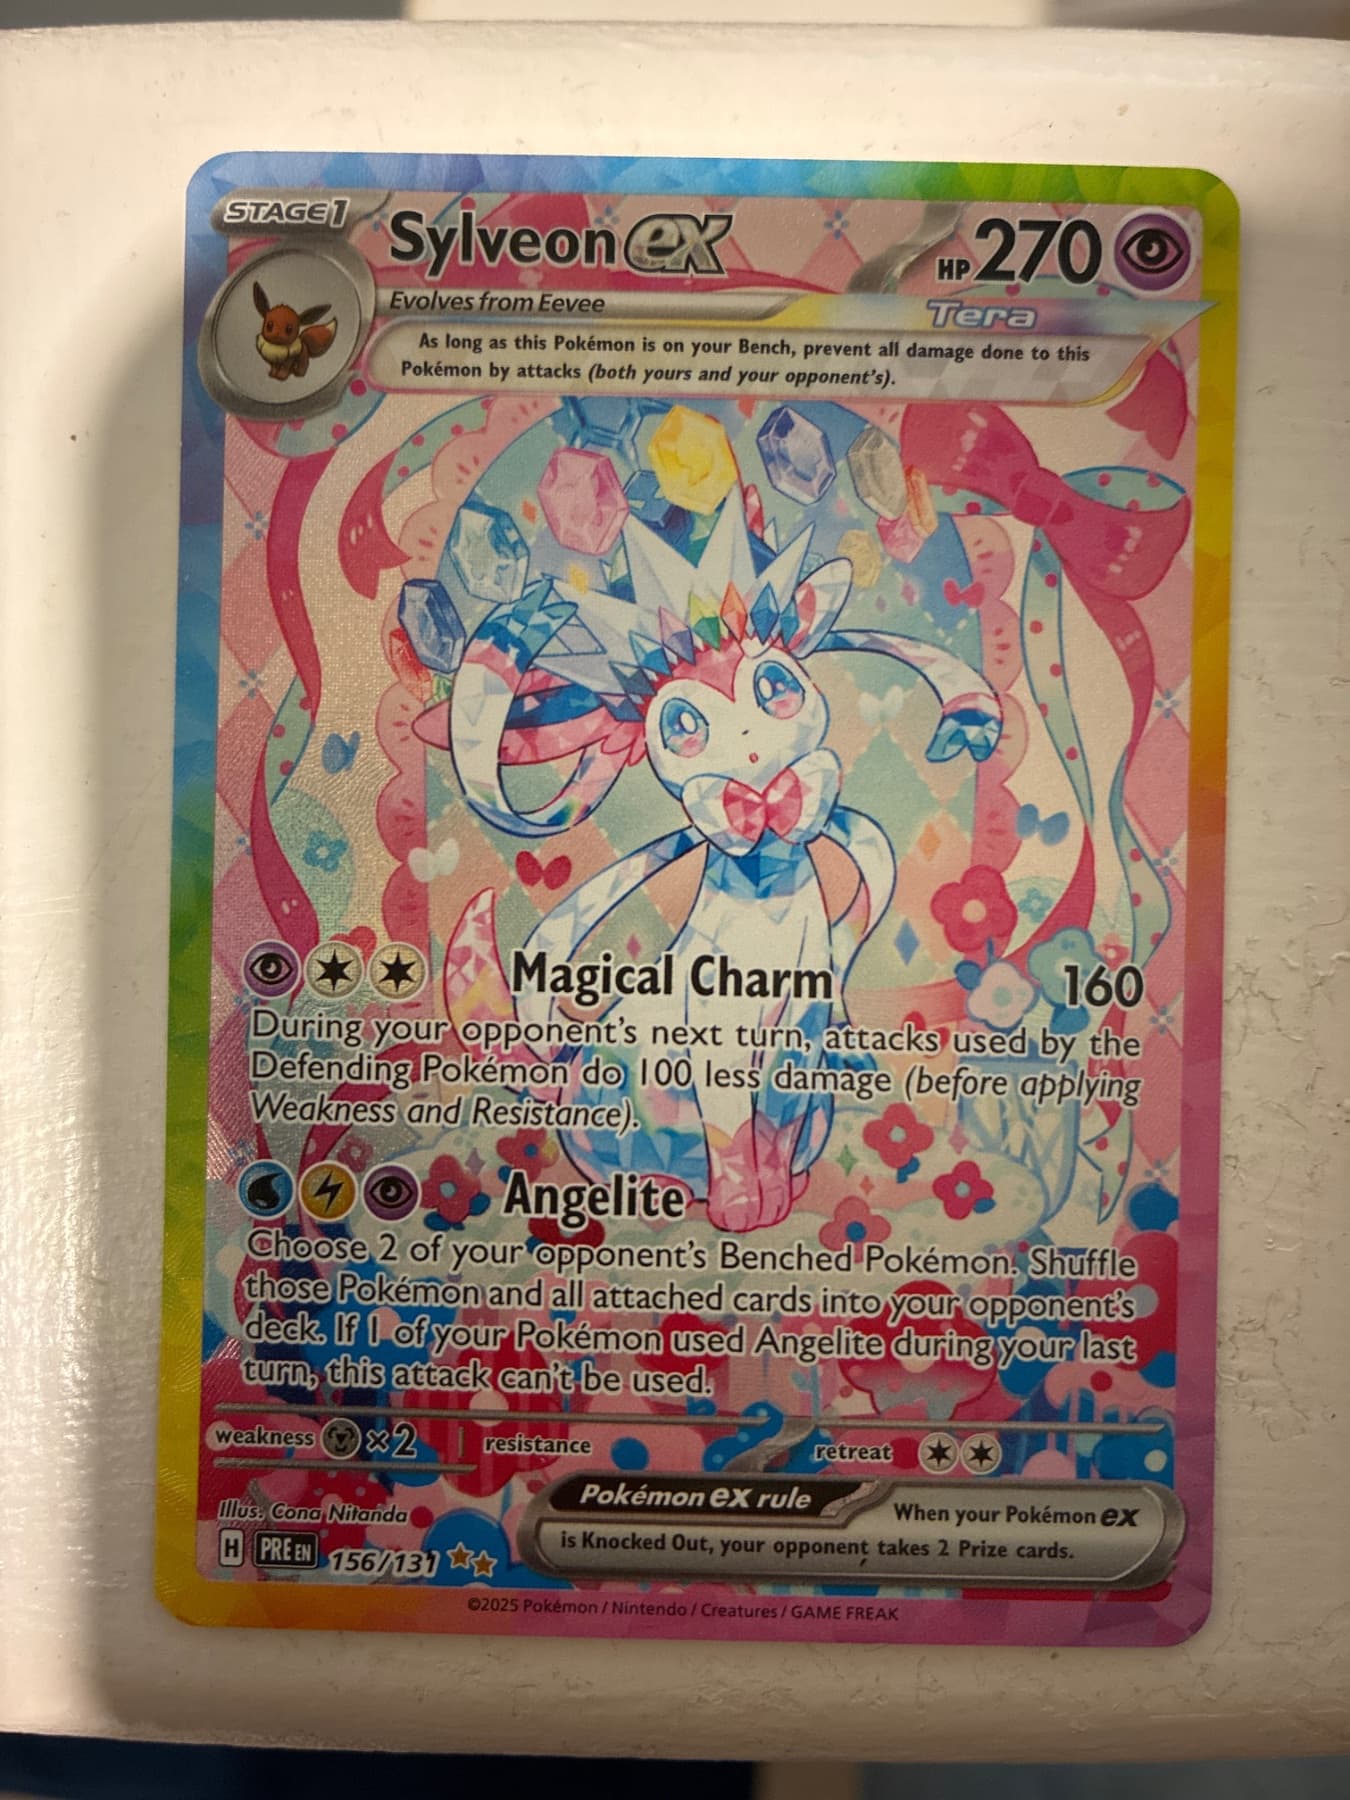 STAGE1
Sylveon ex
HP 270
Evolves from Eevee
Tera
As long as this Pokémon is on your Bench, prevent all damage done to this
Pokémon by attacks (both yours and your opponent's).
Magical Charm 160
During your opponent's next turn, attacks used by the
Defending Pokémon do 100 less damage (before applying
Weakness and Resistance).
Angelite
Choose 2 of your opponent's Benched Pokémon. Shuffle
those Pokémon and all attached cards into your opponent's
deck. If 1 of your Pokémon used Angelite during your last
turn, this attack can't be used.
weakness ×2 resistance retreat
Illus. Cona Nitanda
H PRE EN 156/131
Pokémon ex rule
When your Pokémon ex
is Knocked Out, your opponent takes 2 Prize cards.
©2025 Pokémon / Nintendo / Creatures / GAME FREAK